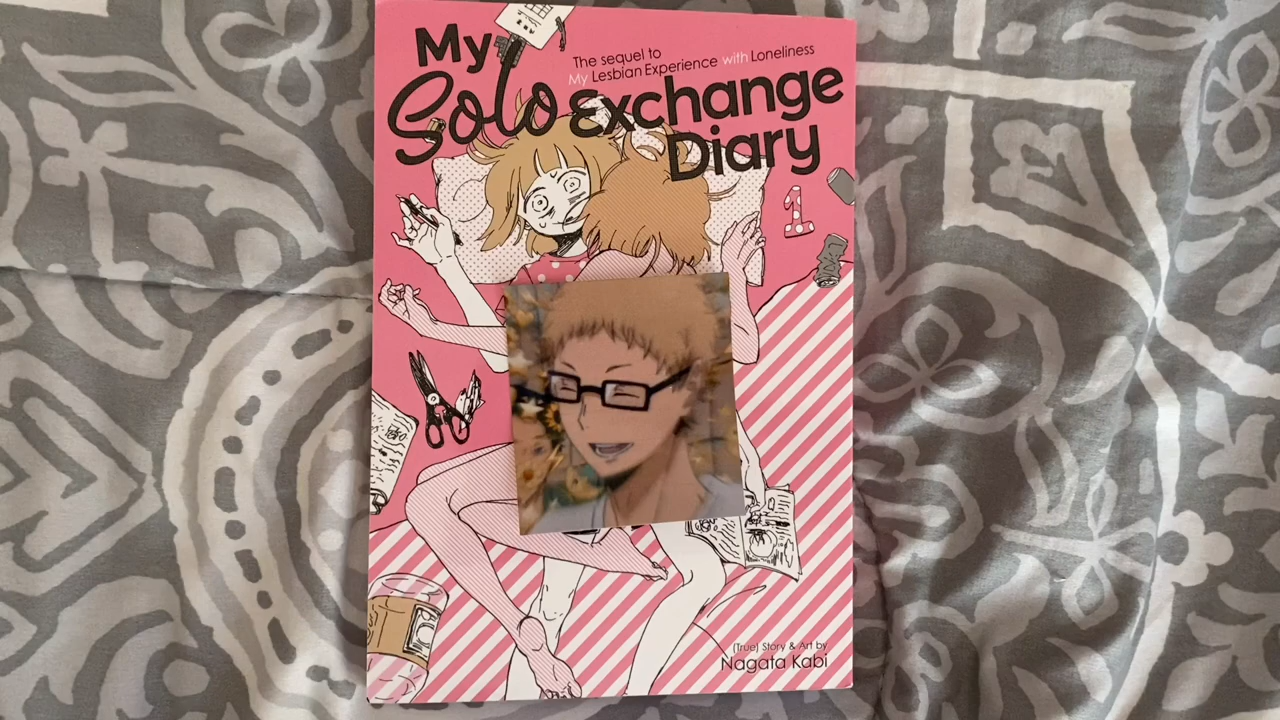 My
The sequel to
My Lesbian Experience with Loneliness
Solo Exchange
Diary
1
(True) Story & Art by
Nagata Kabi